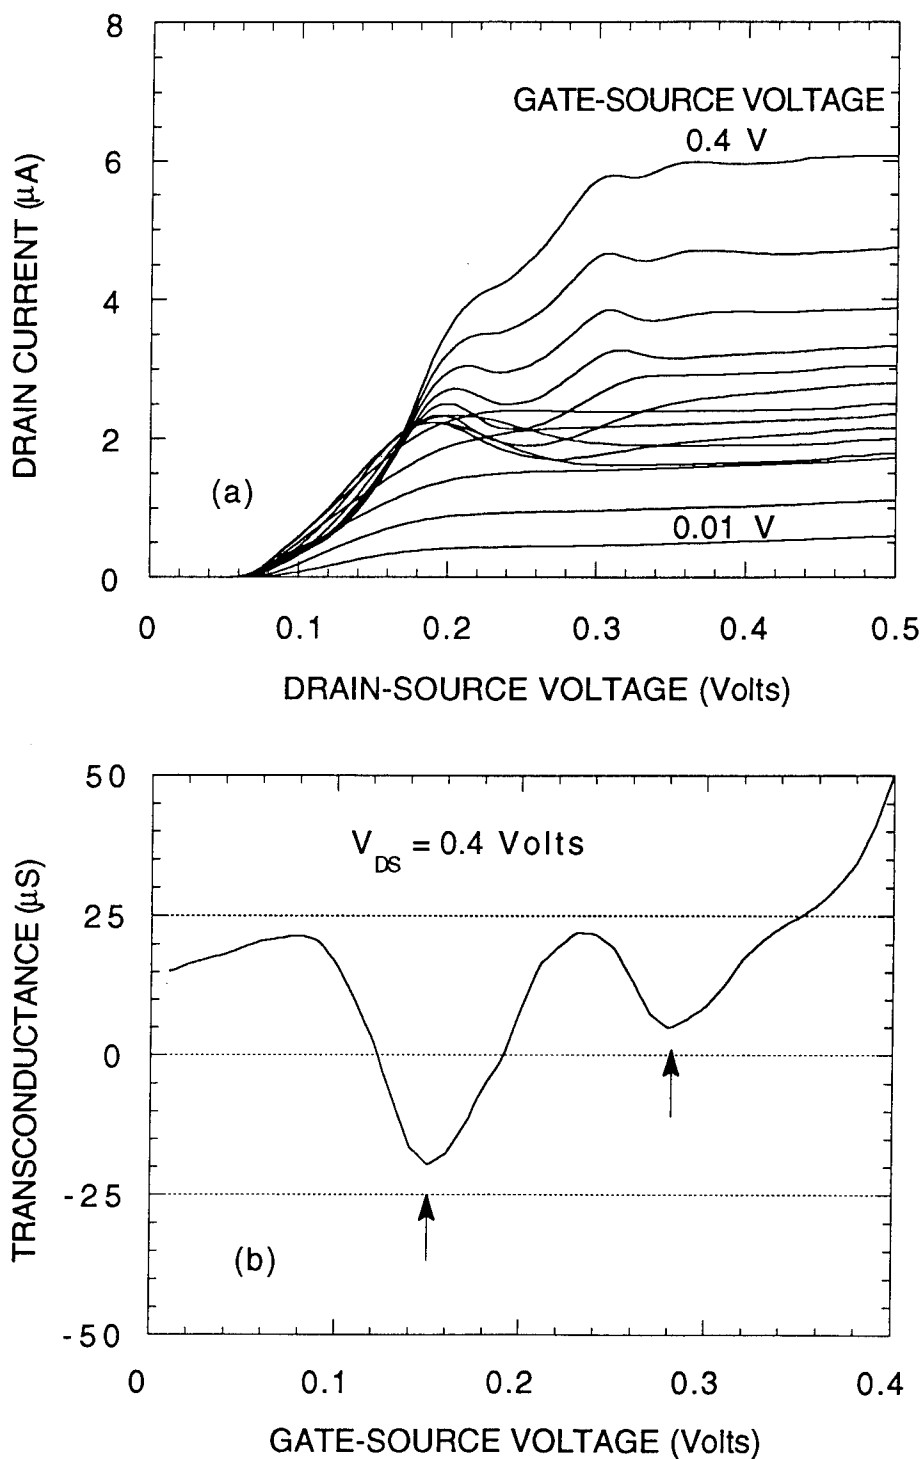 8
6
4
2
0
DRAIN CURRENT (μA)
GATE-SOURCE VOLTAGE
0.4 V
(a)
0.01 V
0 0.1 0.2 0.3 0.4 0.5
DRAIN-SOURCE VOLTAGE (Volts)
50
25
0
-25
-50
TRANSCONDUCTANCE (μS)
V_DS = 0.4 Volts
(b)
0 0.1 0.2 0.3 0.4
GATE-SOURCE VOLTAGE (Volts)